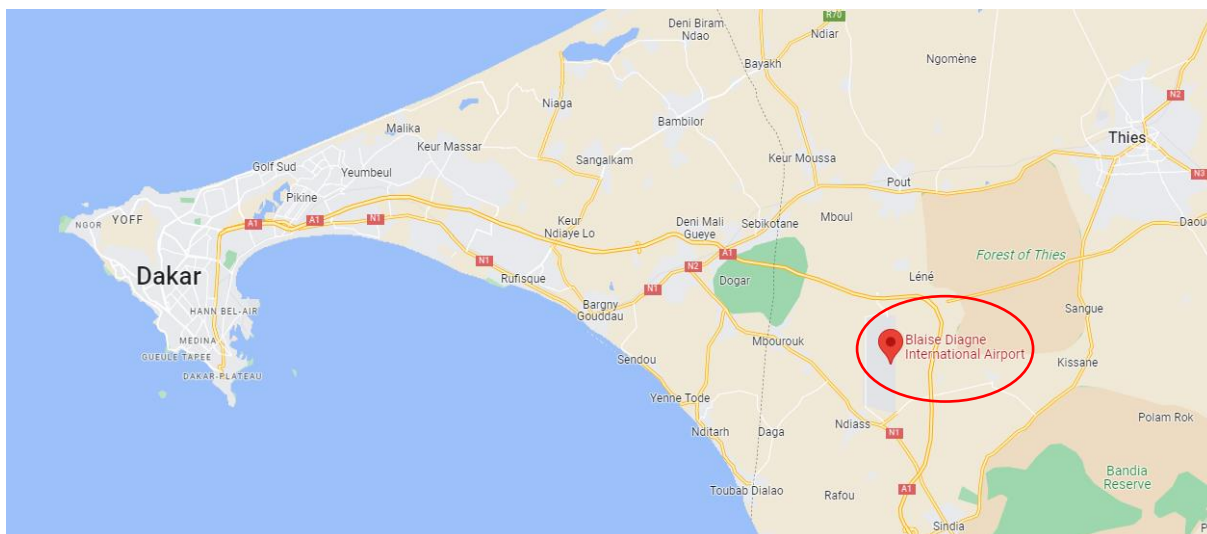 Deni Biram
Ndao
R70
Ndiar
Ngomène
Bayakh
N2
Niaga
Bambilor
Malika
Keur Massar
Thies
Golf Sud
Yeumbeul
Sangalkam
Keur Moussa
N3
Pikine
Pout
YOFF
NGOR
A1
A1
N1
Keur
Ndiaye Lo
Deni Mali
Gueye
Sebikotane
Mboul
Forest of Thies
A1
Dakar
N1
Rufisque
N2
Dogar
Léné
N1
Bargny
Gouddau
Sangue
HANN BEL-AIR
MEDINA
GUEULE TAPEE
DAKAR-PLATEAU
Sendou
Mbourouk
Blaise Diagne
International Airport
Kissane
Yenne Tode
Nditarh
Daga
Ndiass
N1
Polam Rok
Toubab Dialao
Rafou
A1
Bandia
Reserve
Sindia